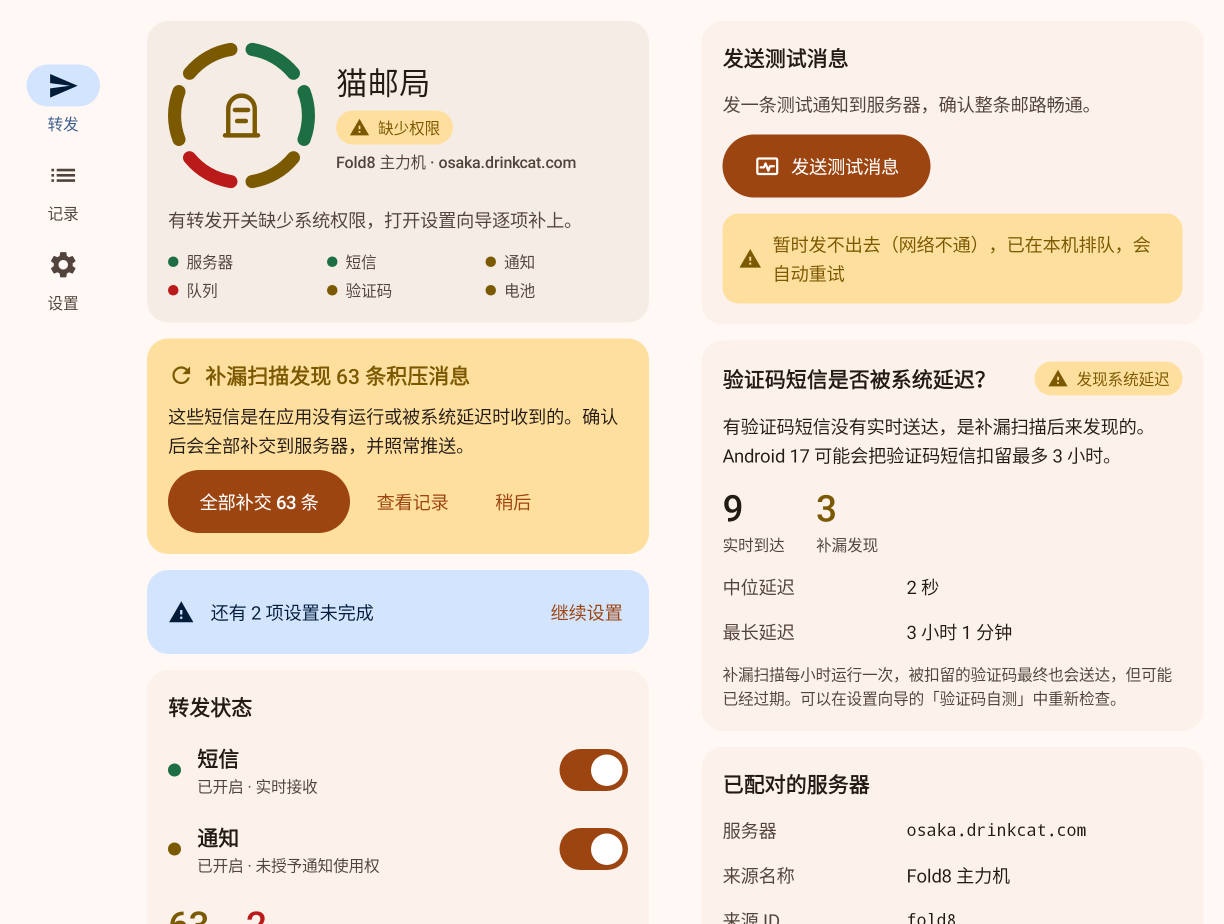 转发
记录
设置
猫邮局
缺少权限
Fold8 主力机 · osaka.drinkcat.com
有转发开关缺少系统权限，打开设置向导逐项补上。
服务器
短信
通知
队列
验证码
电池
补漏扫描发现 63 条积压消息
这些短信是在应用没有运行或被系统延迟时收到的。确认
后会全部补交到服务器，并照常推送。
全部补交 63 条
查看记录
稍后
还有 2 项设置未完成
继续设置
转发状态
短信
已开启 · 实时接收
通知
已开启 · 未授予通知使用权
63
2
发送测试消息
发一条测试通知到服务器，确认整条邮路畅通。
发送测试消息
暂时发不出去（网络不通），已在本机排队，会
自动重试
验证码短信是否被系统延迟？
发现系统延迟
有验证码短信没有实时送达，是补漏扫描后来发现的。
Android 17 可能会把验证码短信扣留最多 3 小时。
9
3
实时到达
补漏发现
中位延迟
2 秒
最长延迟
3 小时 1 分钟
补漏扫描每小时运行一次，被扣留的验证码最终也会送达，但可能
已经过期。可以在设置向导的「验证码自测」中重新检查。
已配对的服务器
服务器
osaka.drinkcat.com
来源名称
Fold8 主力机
来源 ID
fold8